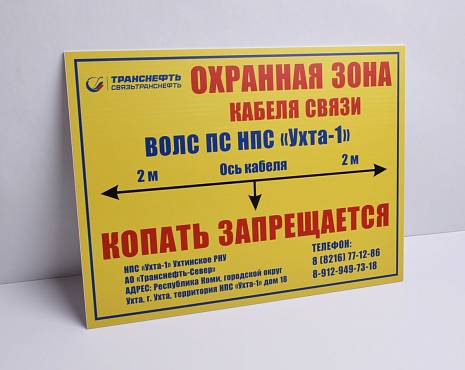 ТРАНСНЕФТЬ
СВЯЗЬТРАНСНЕФТЬ
ОХРАННАЯ ЗОНА
КАБЕЛЯ СВЯЗИ
ВОЛС ПС НПС «Ухта-1»
2 м Ось кабеля 2 м
КОПАТЬ ЗАПРЕЩАЕТСЯ
НПС «Ухта-1» Ухтинское РНУ
АО «Транснефть-Север»
АДРЕС: Республика Коми, городской округ
Ухта, г. Ухта, территория НПС «Ухта-1» дом 18
ТЕЛЕФОН:
8 (8216) 77-12-86
8-912-949-73-18